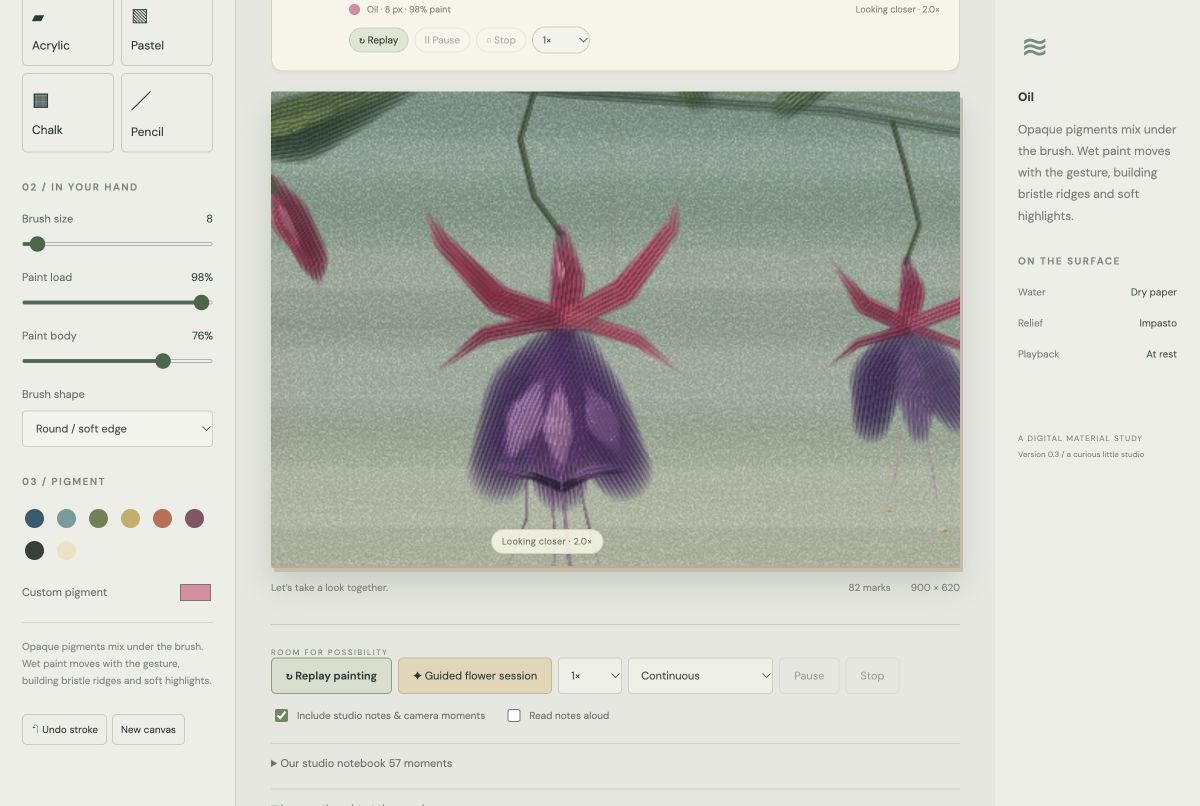 Acrylic
Pastel
Chalk
Pencil
02 / IN YOUR HAND
Brush size 8
Paint load 98%
Paint body 76%
Brush shape
Round / soft edge
03 / PIGMENT
Custom pigment
Opaque pigments mix under the brush.
Wet paint moves with the gesture,
building bristle ridges and soft highlights.
Undo stroke
New canvas
Oil · 8 px · 98% paint
Looking closer · 2.0×
↻ Replay
II Pause
▫ Stop
1×
Looking closer · 2.0×
Let's take a look together.
82 marks
900 × 620
ROOM FOR POSSIBILITY
↻ Replay painting
✦ Guided flower session
1×
Continuous
Pause
Stop
Include studio notes & camera moments
Read notes aloud
Our studio notebook 57 moments
Oil
Opaque pigments mix under
the brush. Wet paint moves
with the gesture, building
bristle ridges and soft
highlights.
ON THE SURFACE
Water Dry paper
Relief Impasto
Playback At rest
A DIGITAL MATERIAL STUDY
Version 0.3 / a curious little studio